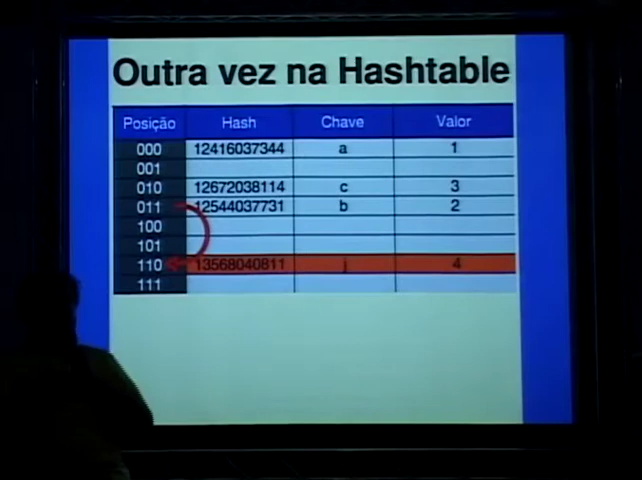 Outra vez na Hashtable
Posição Hash Chave Valor
000 12416037344 a 1
001
010 12672038114 c 3
011 12544037731 b 2
100
101
110 13568040811 j 4
111